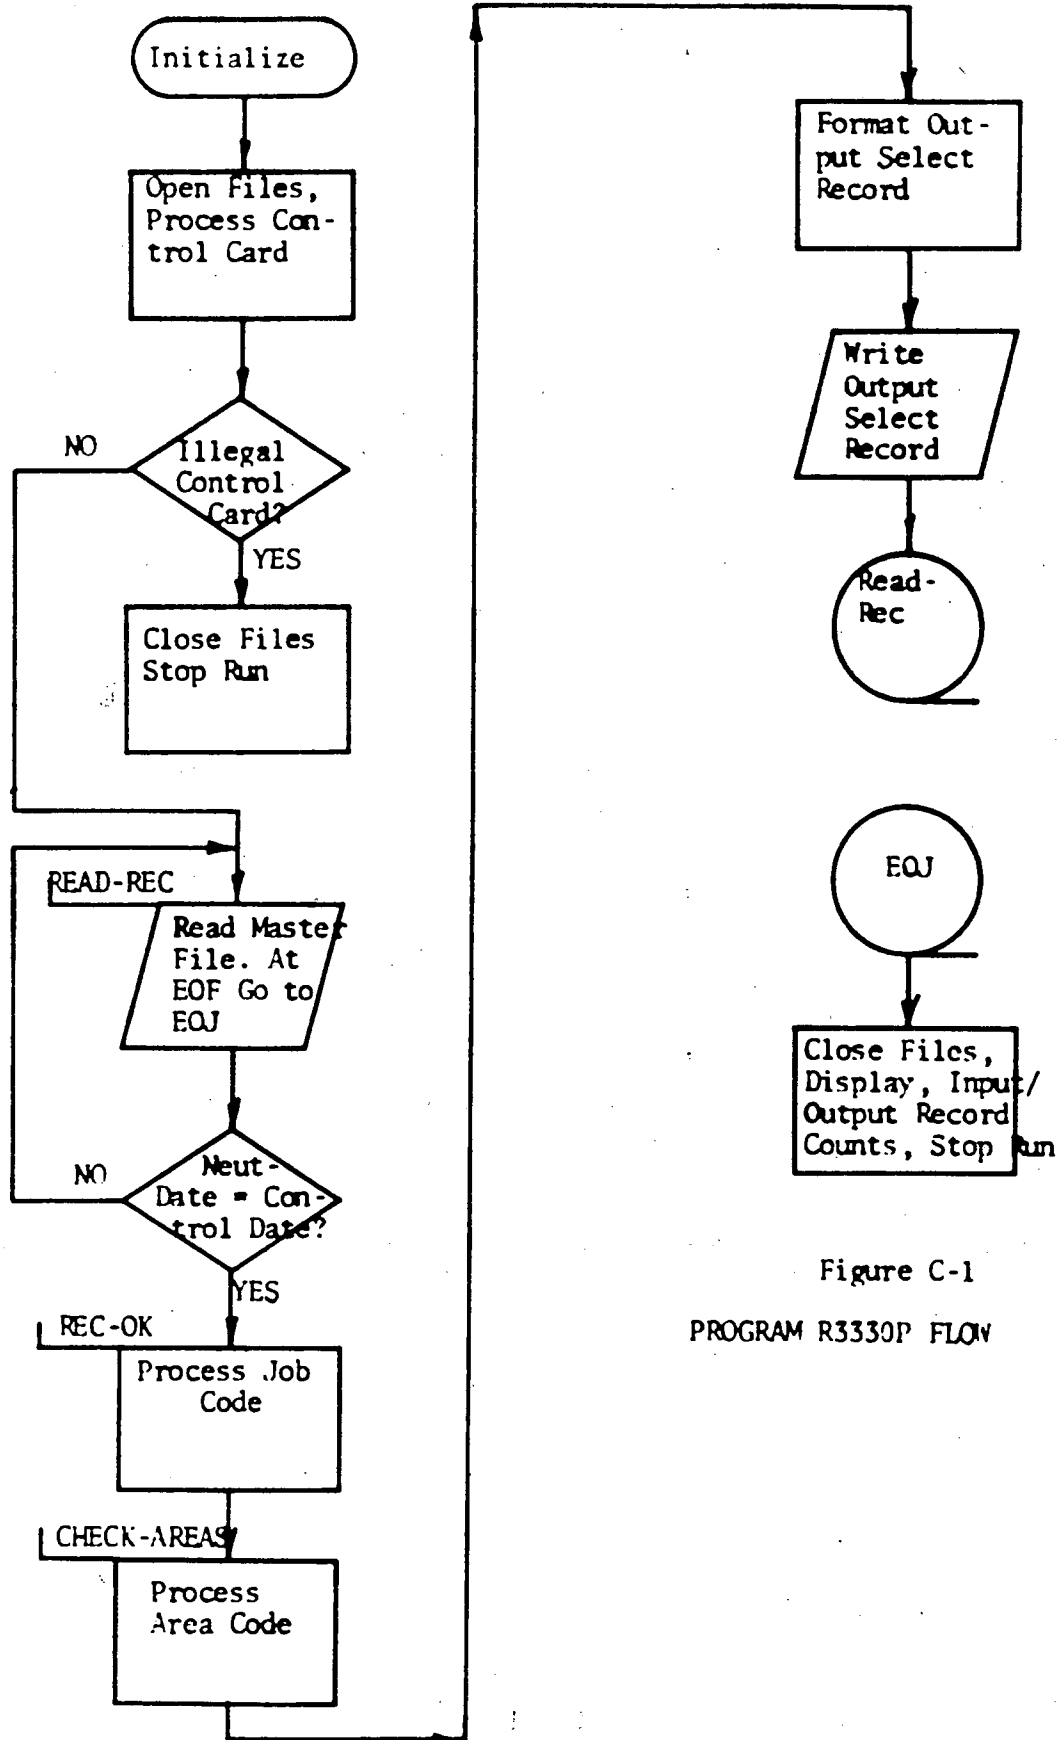 Initialize
Open Files,
Process Con-
trol Card
NO
Illegal
Control
Card?
YES
Close Files
Stop Run
READ-REC
Read Master
File. At
EOF Go to
EOJ
NO
Neut-
Date = Con-
trol Date?
YES
REC-OK
Process Job
Code
CHECK-AREAS
Process
Area Code
Format Out-
put Select
Record
Write
Output
Select
Record
Read-
Rec
EOJ
Close Files,
Display, Input/
Output Record
Counts, Stop Run
Figure C-1
PROGRAM R3330P FLOW